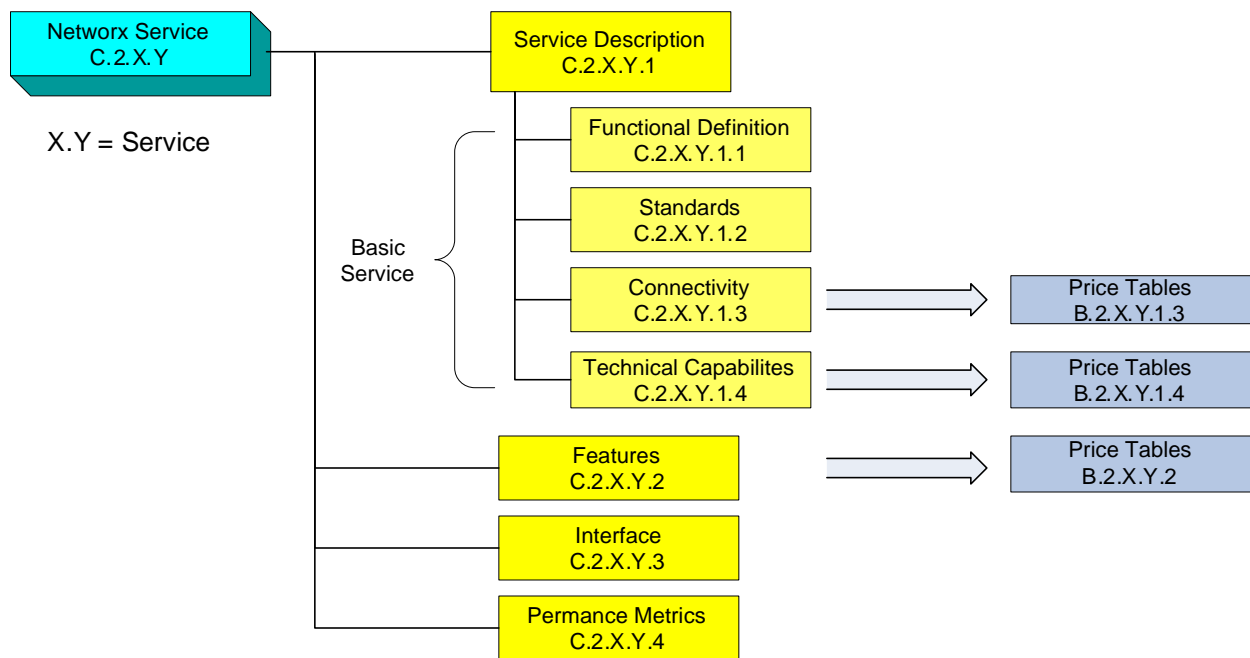 Networx Service
C.2.X.Y
X.Y = Service
Service Description
C.2.X.Y.1
Functional Definition
C.2.X.Y.1.1
Standards
C.2.X.Y.1.2
Basic
Service
Connectivity
C.2.X.Y.1.3
Price Tables
B.2.X.Y.1.3
Technical Capabilites
C.2.X.Y.1.4
Price Tables
B.2.X.Y.1.4
Features
C.2.X.Y.2
Price Tables
B.2.X.Y.2
Interface
C.2.X.Y.3
Permance Metrics
C.2.X.Y.4